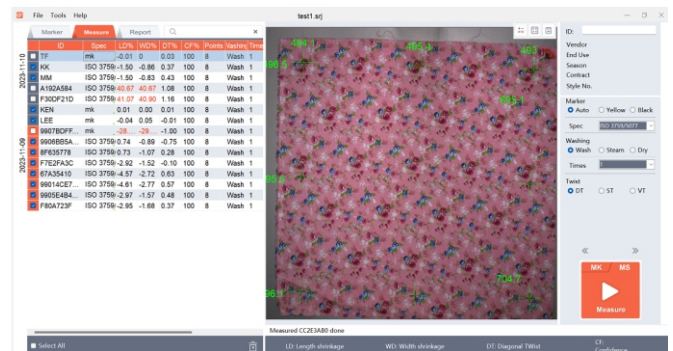 File Tools Help test1.srj
Marker Measure Report
ID Spec LD% WD% DT% CF% Points Time
2023-11-10
TF mk -0.01 0 0.03 100 8 Wash 1
KK ISO 3759 -1.50 -0.86 0.37 100 8 Wash 1
MM ISO 3759 -1.50 -0.83 0.43 100 8 Wash 1
A192A584 ISO 3759 40.67 40.67 1.08 100 8 Wash 1
F30DF21D ISO 3759 41.07 40.90 1.16 100 8 Wash 1
KEN mk 0.01 0.00 0.01 100 8 Wash 1
LEE mk -0.04 0.05 -0.01 100 8 Wash 1
2023-11-09
9907BDFF... mk -28.... -29.... -1.00 100 8 Wash 1
9906BB5A... ISO 3759 0.74 -0.89 -0.75 100 8 Wash 1
8F635778 ISO 3759 0.73 -1.07 0.28 100 8 Wash 1
F7E2FA3C ISO 3759 -2.92 -1.52 -0.10 100 8 Wash 1
67A35410 ISO 3759 -4.57 -2.72 0.63 100 8 Wash 1
99014CE7... ISO 3759 -4.61 -2.77 0.57 100 8 Wash 1
9905E4B4... ISO 3759 -2.97 -1.57 0.48 100 8 Wash 1
F80A723F ISO 3759 -2.95 -1.68 0.37 100 8 Wash 1
Select All
495.4
704.7
Measured CC2E3AB0 done
LD: Length shrinkage WD: Width shrinkage DT: Diagonal TWist CF:
Confidence
ID:
Vendor
End Use
Season
Contract
Style No.
Marker
Auto Yellow Black
Spec ISO 3759/5077
Washing
Wash Steam Dry
Times
Twist
DT ST VT
MK MS
Measure